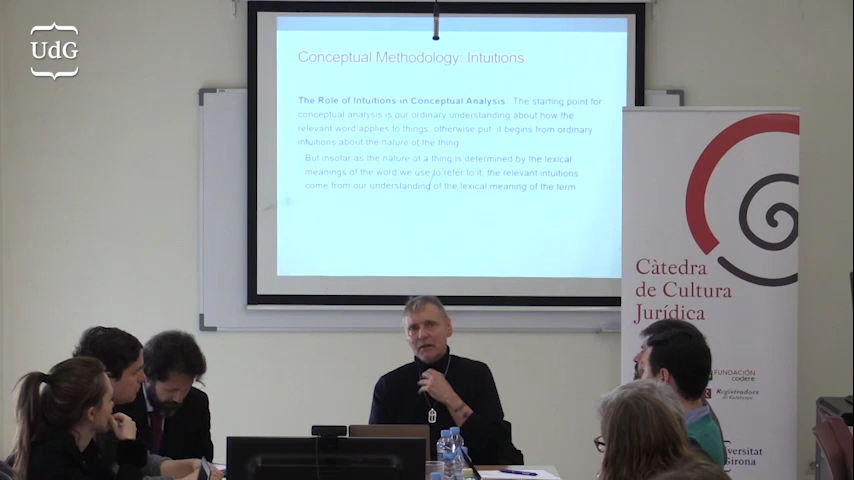 UdG
Conceptual Methodology: Intuitions
The Role of Intuitions in Conceptual Analysis. The starting point for
conceptual analysis is our ordinary understanding about how the
relevant word applies to things; otherwise put, it begins from ordinary
intuitions about the nature of the thing.
But insofar as the nature of a thing is determined by the lexical
meanings of the word we use to refer to it, the relevant intuitions
come from our understanding of the lexical meaning of the term.
Càtedra
de Cultura
Jurídica
FUNDACIÓN
codere
Registradores
de Catalunya
versitat
Girona